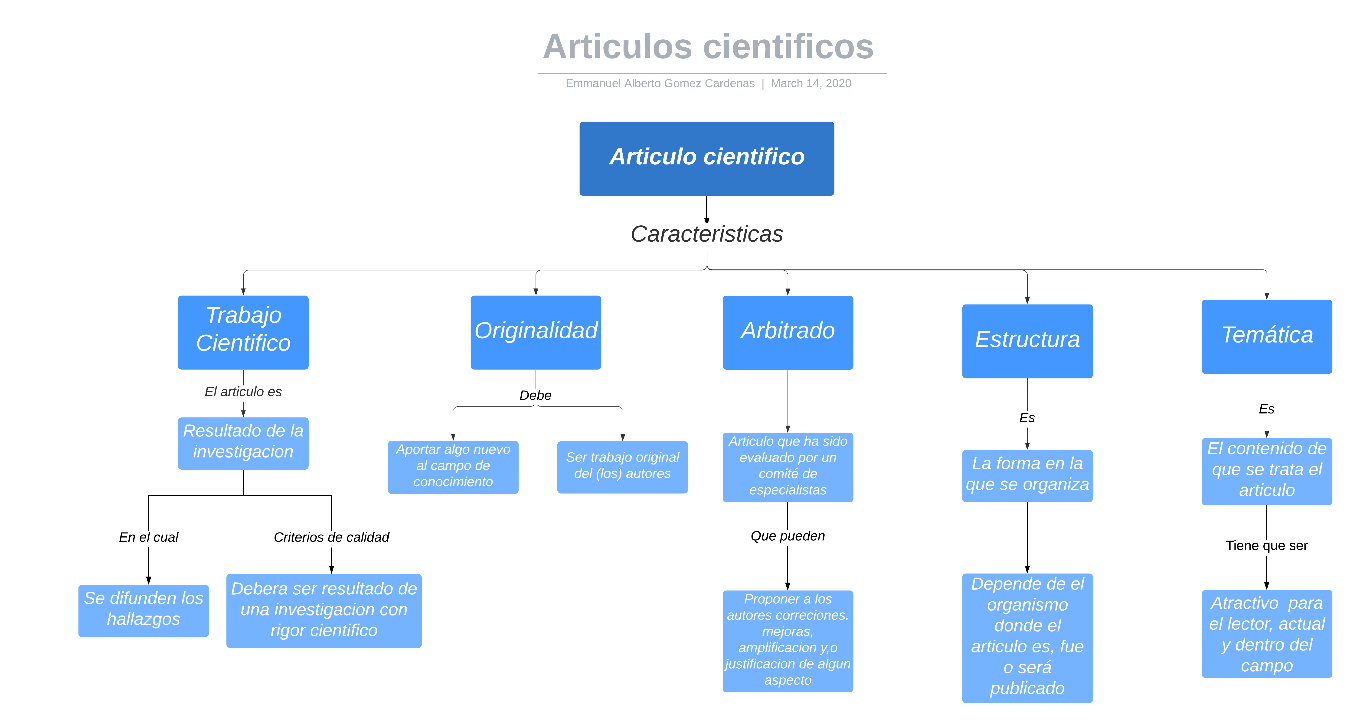 Articulos cientificos
Emmanuel Alberto Gomez Cardenas | March 14, 2020
Articulo cientifico
Caracteristicas
Trabajo
Cientifico
Originalidad
Arbitrado
Estructura
Temática
El articulo es
Resultado de la
investigacion
En el cual
Criterios de calidad
Se difunden los
hallazgos
Debera ser resultado de
una investigacion con
rigor cientifico
Debe
Aportar algo nuevo
al campo de
conocimiento
Ser trabajo original
del (los) autores
Articulo que ha sido
evaluado por un
comité de
especialistas
Que pueden
Proponer a los
autores correciones.
mejoras,
amplificacion y,o
justificacion de algun
aspecto
Es
La forma en la
que se organiza
Depende de el
organismo
donde el
articulo es, fue
o será
publicado
Es
El contenido de
que se trata el
articulo
Tiene que ser
Atractivo  para
el lector, actual
y dentro del
campo